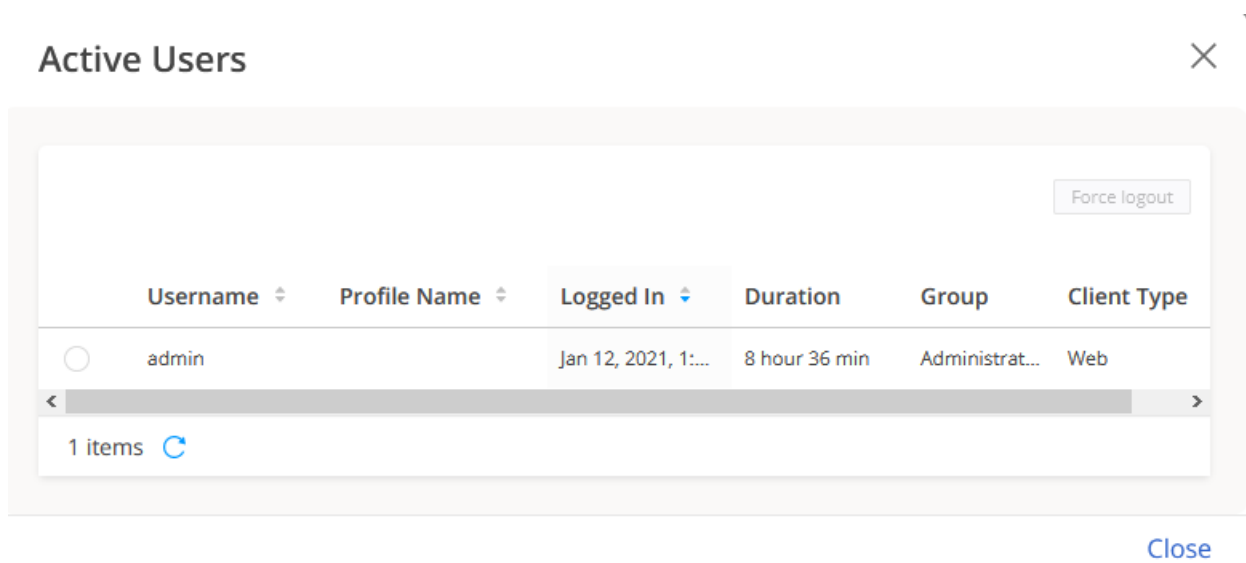 Active Users
Force logout
Username Profile Name Logged In Duration Group Client Type
admin Jan 12, 2021, 1:... 8 hour 36 min Administrat... Web
1 items
Close